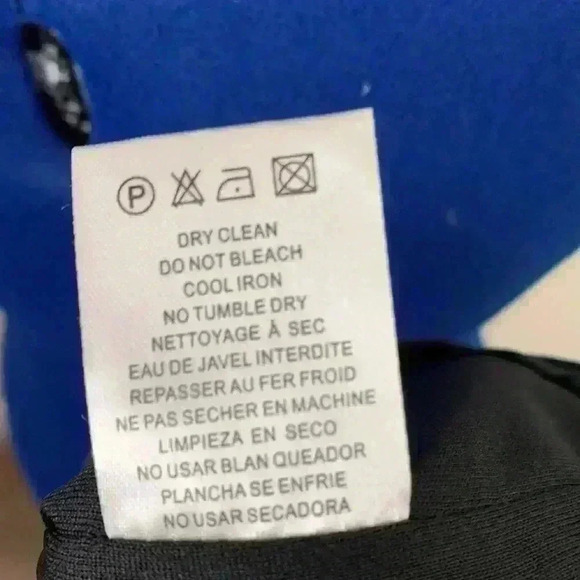 P
DRY CLEAN
DO NOT BLEACH
COOL IRON
NO TUMBLE DRY
NETTOYAGE À SEC
EAU DE JAVEL INTERDITE
REPASSER AU FER FROID
NE PAS SECHER EN MACHINE
LIMPIEZA EN SECO
NO USAR BLAN QUEADOR
PLANCHA SE ENFRIE
NO USAR SECADORA